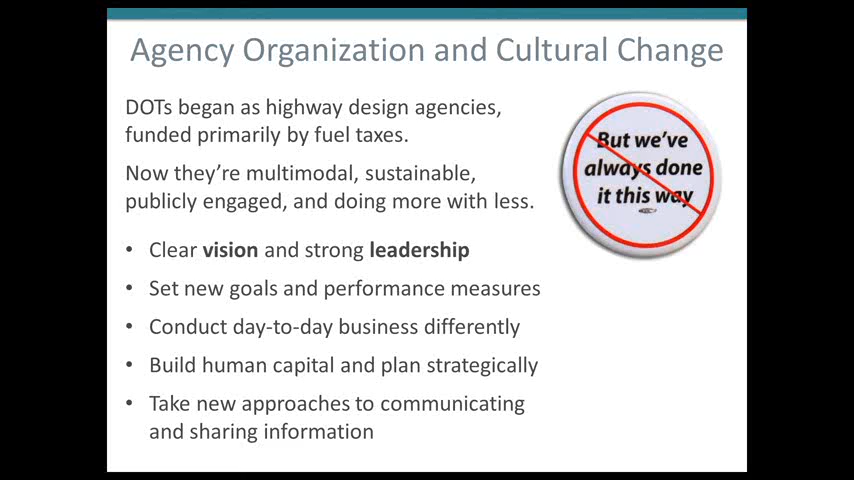 Agency Organization and Cultural Change
DOTs began as highway design agencies,
funded primarily by fuel taxes.
Now they're multimodal, sustainable,
publicly engaged, and doing more with less.
• Clear vision and strong leadership
• Set new goals and performance measures
• Conduct day-to-day business differently
• Build human capital and plan strategically
• Take new approaches to communicating
and sharing information
But we've
always done
it this way